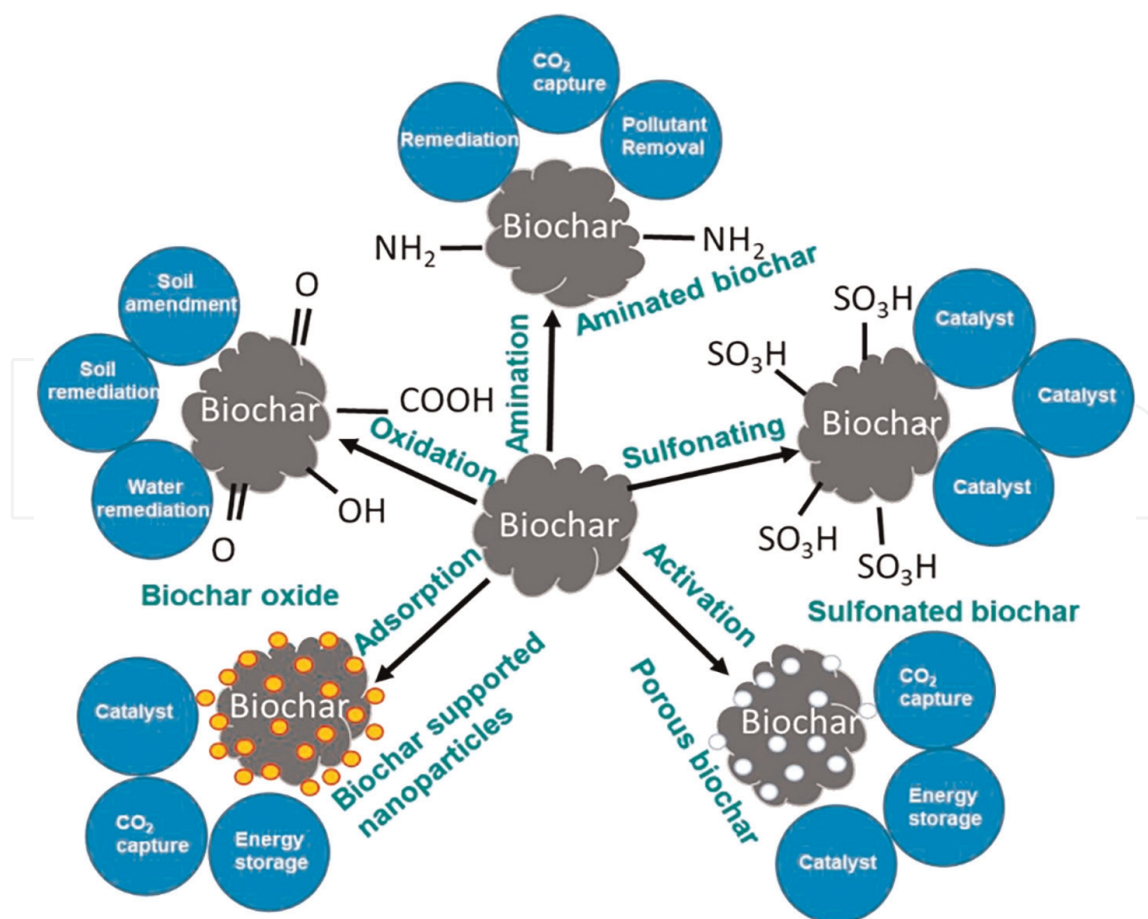 CO₂
capture
Remediation
Pollutant
Removal
Biochar
NH₂
NH₂
Aminated biochar
Amination
Soil
amendment
Soil
remediation
Water
remediation
O
Biochar
COOH
OH
O
Oxidation
Biochar oxide
SO₃H
SO₃H
Biochar
SO₃H
SO₃H
Catalyst
Catalyst
Catalyst
Sulfonating
Sulfonated biochar
Biochar
Adsorption
Biochar
Biochar supported
nanoparticles
Catalyst
CO₂
capture
Energy
storage
Activation
Porous biochar
Biochar
CO₂
capture
Energy
storage
Catalyst